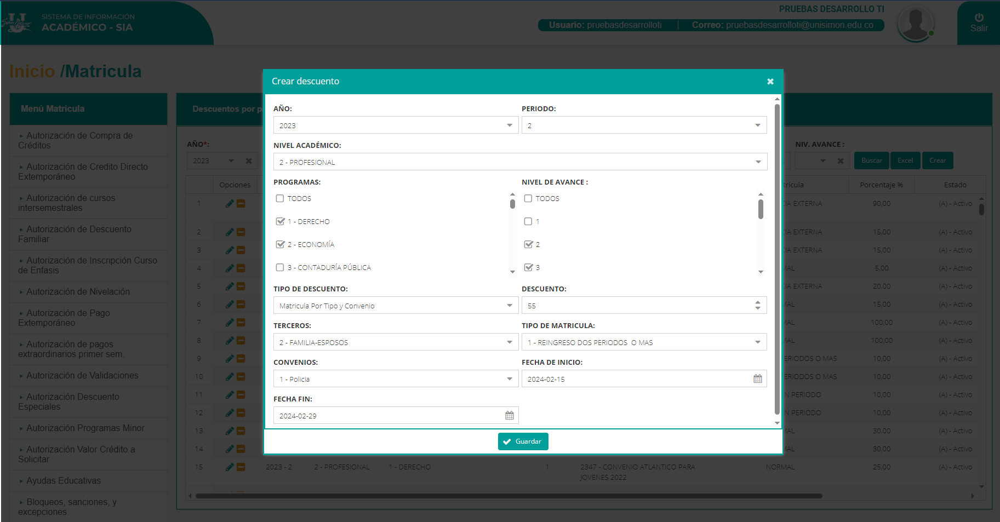 SISTEMA DE INFORMACIÓN
ACADÉMICO - SIA
PRUEBAS DESARROLLO TI
Usuario: pruebasdesarrolloti
Correo: pruebasdesarrolloti@unisimon.edu.co
Salir
Inicio /Matricula
Menú Matricula
Autorización de Compra de
Créditos
Autorización de Credito Directo
Extemporáneo
Autorización de cursos
intersemestrales
Autorización de Descuento
Familiar
Autorización de Inscripción Curso
de Enfasis
Autorización de Nivelación
Autorización de Pago
Extemporáneo
Autorización de pagos
extraordinarios primer sem.
Autorización de Validaciones
Autorización Descuento
Especiales
Autorización Programas Minor
Autorización Valor Crédito a
Solicitar
Ayudas Educativas
Bloqueos, sanciones, y
excepciones
Descuentos por p
AÑO*:
2023
NIV. AVANCE :
Buscar
Excel
Crear
Opciones
trícula
Porcentaje %
Estado
1
IA EXTERNA
90,00
(A) - Activo
2
IA EXTERNA
15,00
(A) - Activo
3
IA EXTERNA
15,00
(A) - Activo
4
MAL
5,00
(A) - Activo
5
IA EXTERNA
20,00
(A) - Activo
6
MAL
15,00
(A) - Activo
7
MAL
100,00
(A) - Activo
8
MAL
100,00
(A) - Activo
9
ERIODOS O MAS
10,00
(A) - Activo
10
ERIODOS O MAS
10,00
(A) - Activo
11
N PERIODO
10,00
(A) - Activo
12
N PERIODO
10,00
(A) - Activo
13
MAL
30,00
(A) - Activo
14
MAL
30,00
(A) - Activo
15
2023 - 2
2 - PROFESIONAL
1 - DERECHO
1
2347 - CONVENIO ATLANTICO PARA
JOVENES 2022
NORMAL
25,00
(A) - Activo
Crear descuento
AÑO:
2023
PERIODO:
2
NIVEL ACADÉMICO:
2 - PROFESIONAL
PROGRAMAS:
TODOS
1 - DERECHO
2 - ECONOMÍA
3 - CONTADURÍA PÚBLICA
NIVEL DE AVANCE :
TODOS
1
2
3
TIPO DE DESCUENTO:
Matricula Por Tipo y Convenio
DESCUENTO:
55
TERCEROS:
2 - FAMILIA-ESPOSOS
TIPO DE MATRICULA:
1 - REINGRESO DOS PERIODOS O MAS
CONVENIOS:
1 - Policia
FECHA DE INICIO:
2024-02-15
FECHA FIN:
2024-02-29
Guardar